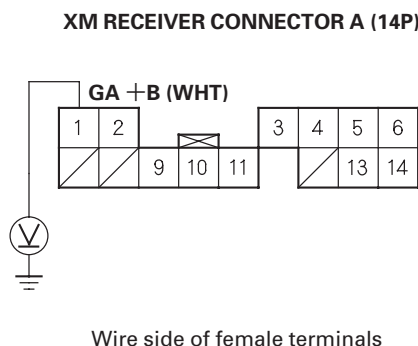 XM RECEIVER CONNECTOR A (14P)
GA +B (WHT)
1 2 3 4 5 6
9 10 11 13 14
V
Wire side of female terminals